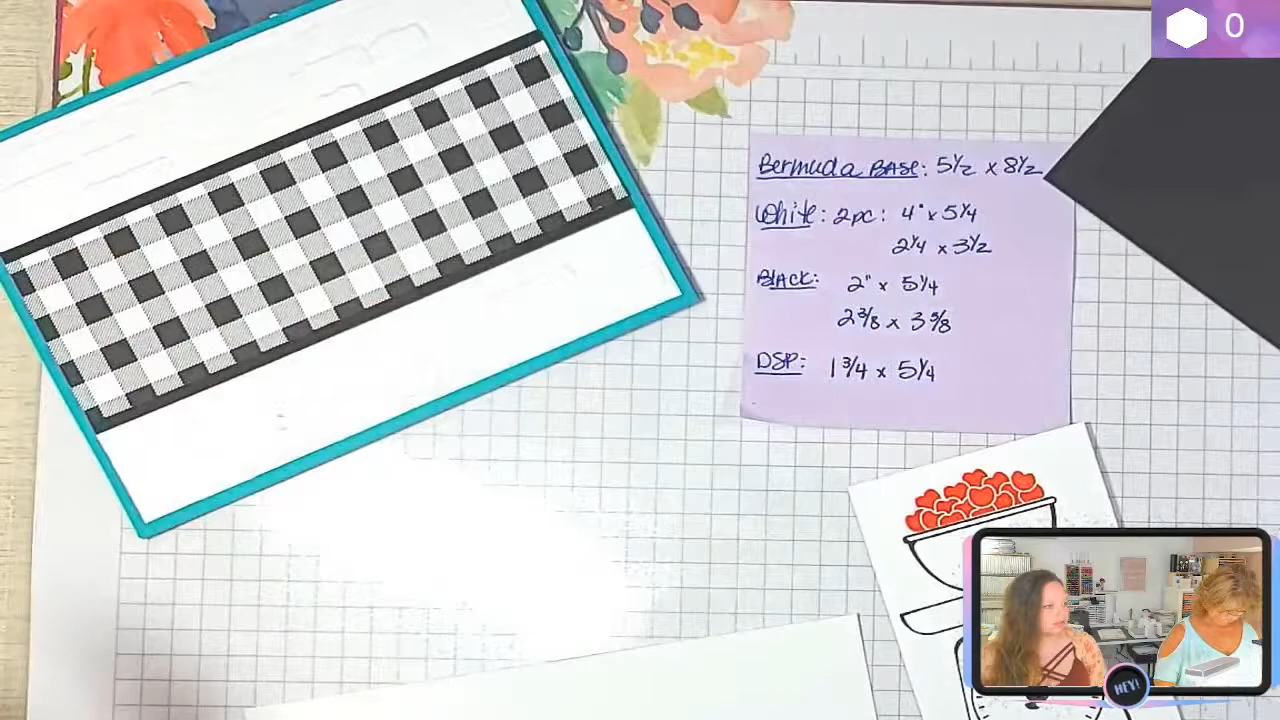 0
Bermuda BASE: 5½ x 8½
White: 2pc: 4" x 5¼
2¼ x 3½
BLACK: 2" x 5¼
2⅜ x 3⅝
DSP: 1¾ x 5¼
HEY!